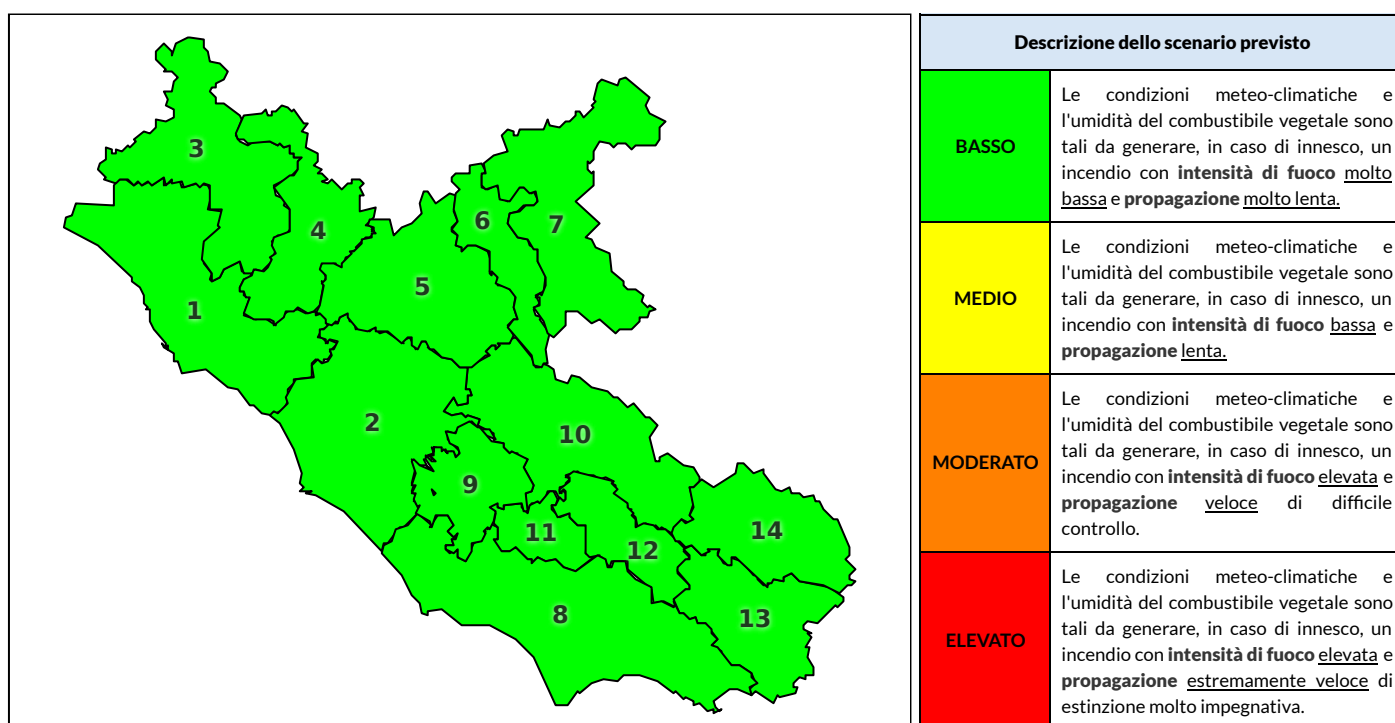 3
4
6
7
5
1
2
10
9
11
12
14
8
13
Descrizione dello scenario previsto
BASSO
Le condizioni meteo-climatiche e
l'umidità del combustibile vegetale sono
tali da generare, in caso di innesco, un
incendio con intensità di fuoco molto
bassa e propagazione molto lenta.
MEDIO
Le condizioni meteo-climatiche e
l'umidità del combustibile vegetale sono
tali da generare, in caso di innesco, un
incendio con intensità di fuoco bassa e
propagazione lenta.
MODERATO
Le condizioni meteo-climatiche e
l'umidità del combustibile vegetale sono
tali da generare, in caso di innesco, un
incendio con intensità di fuoco elevata e
propagazione veloce di difficile
controllo.
ELEVATO
Le condizioni meteo-climatiche e
l'umidità del combustibile vegetale sono
tali da generare, in caso di innesco, un
incendio con intensità di fuoco elevata e
propagazione estremamente veloce di
estinzione molto impegnativa.